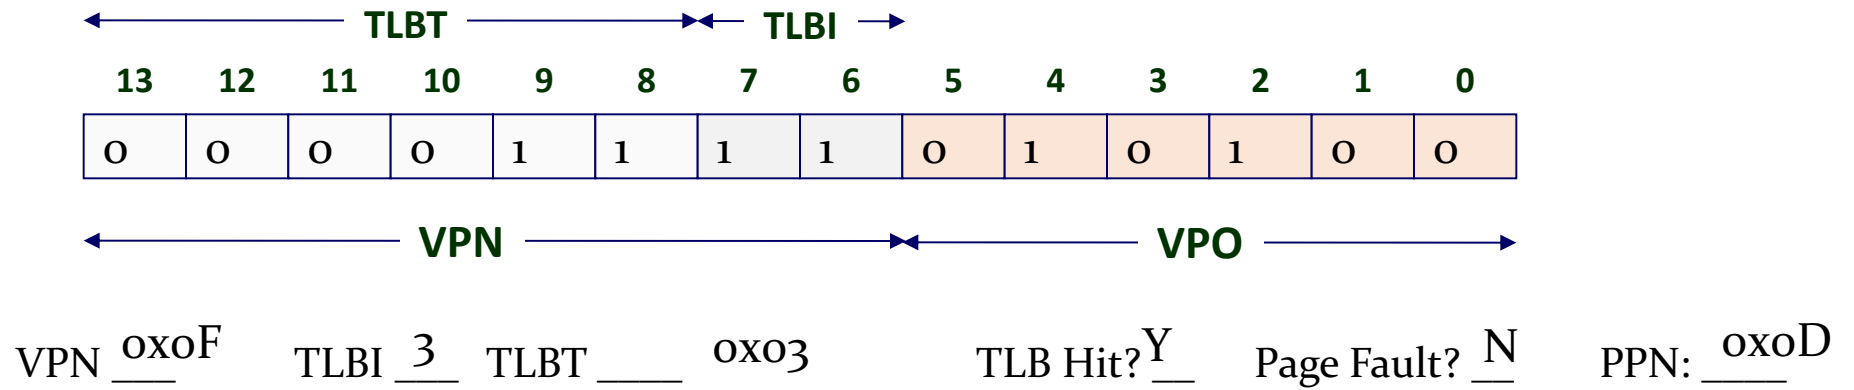 TLBT TLBI
13 12 11 10 9 8 7 6 5 4 3 2 1 0
0 0 0 0 1 1 1 1 0 1 0 1 0 0
VPN VPO
VPN 0x0F TLBI 3 TLBT ____ 0x03 TLB Hit? Y Page Fault? N PPN: 0x0D